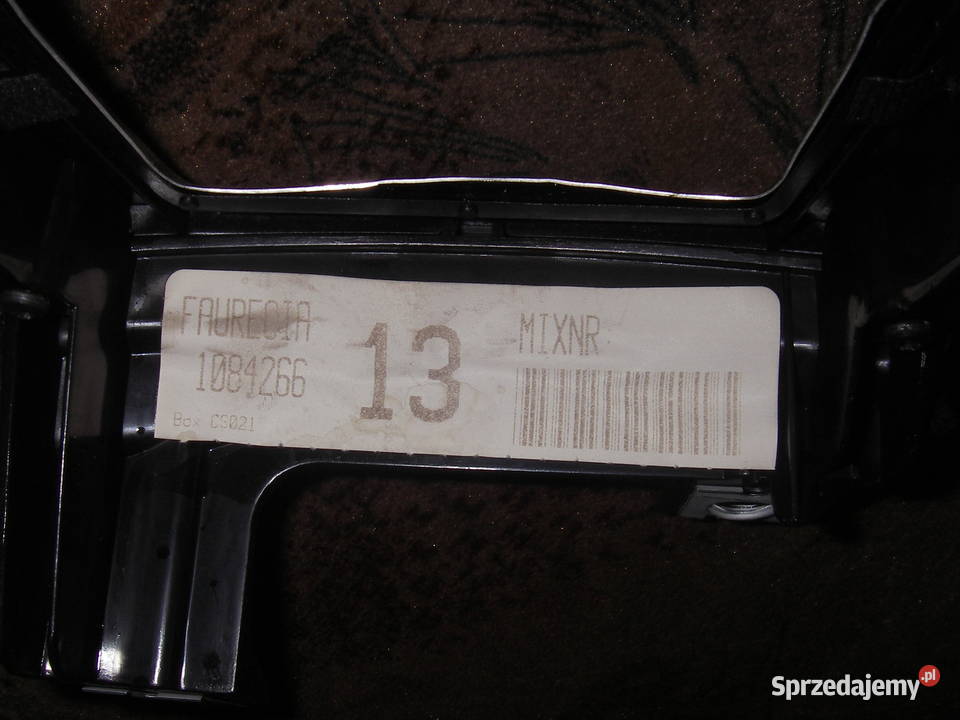 FAURECIA
1084266
Box CS021
13
MIXNR
Sprzedajemy.pl